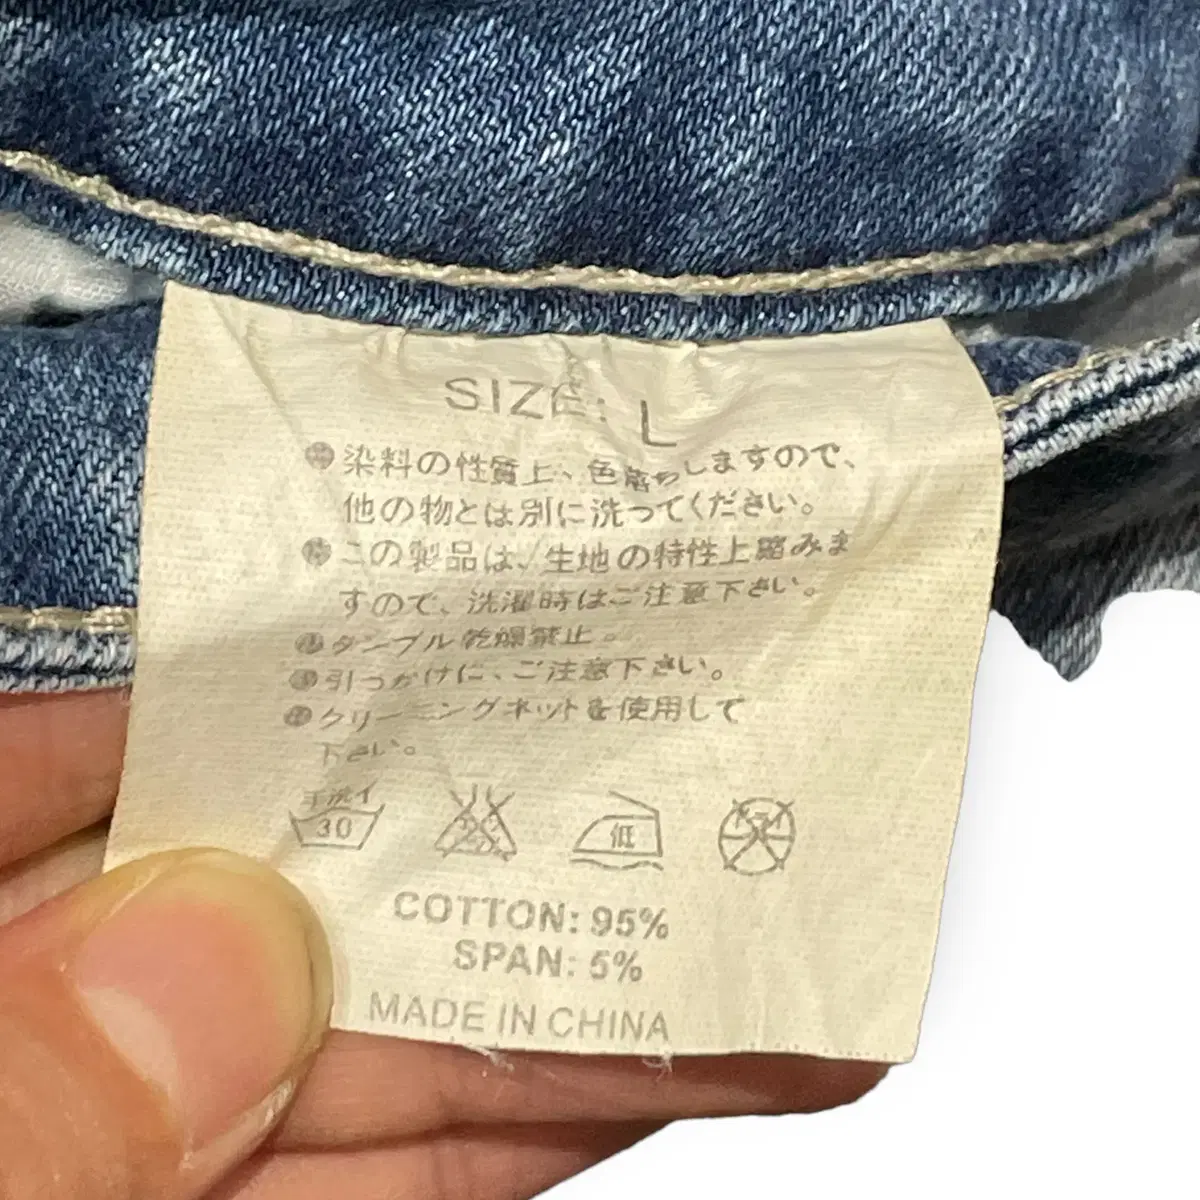 SIZE: L
染料の性質上、色落ちしますので、
他の物とは別に洗ってください。
この製品は、生地の特性上踏みま
すので、洗濯時はご注意下さい。
タンブル乾燥禁止。
引っかけに、ご注意下さい。
クリーニングネットを使用して
下さい。
手洗イ
30
低
COTTON: 95%
SPAN: 5%
MADE IN CHINA